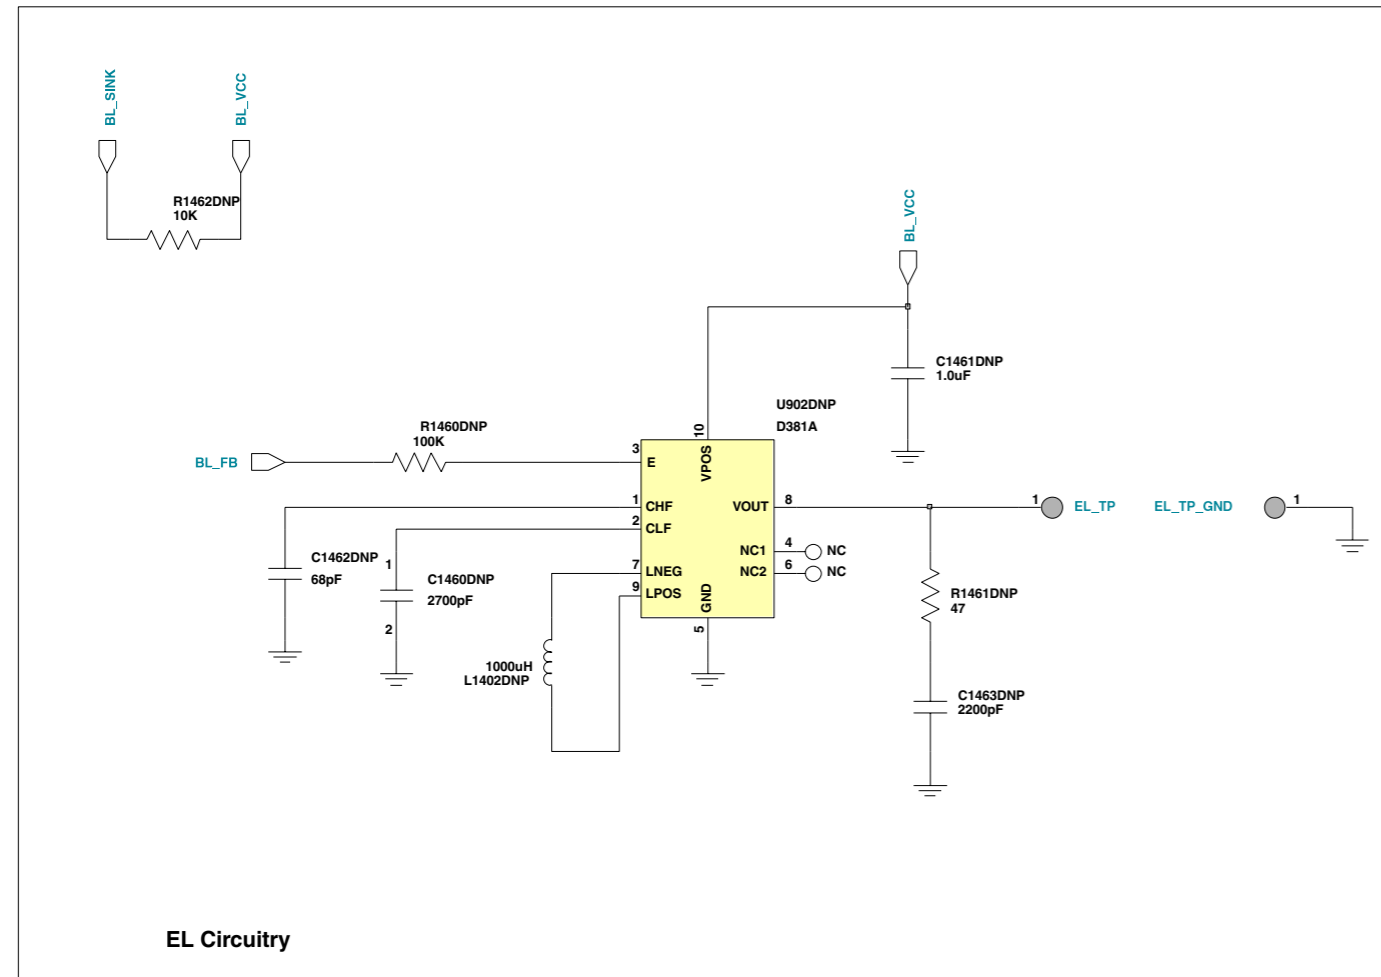 BL_SINK
BL_VCC
R1462DNP
10K
BL_VCC
C1461DNP
1.0uF
U902DNP
D381A
R1460DNP
100K
BL_FB
3
E
10
VPOS
1
CHF
2
CLF
7
LNEG
9
LPOS
VOUT
8
NC1
4
NC
NC2
6
NC
GND
5
1
EL_TP
EL_TP_GND
1
C1462DNP
68pF
1
C1460DNP
2700pF
2
1000uH
L1402DNP
R1461DNP
47
C1463DNP
2200pF
EL Circuitry